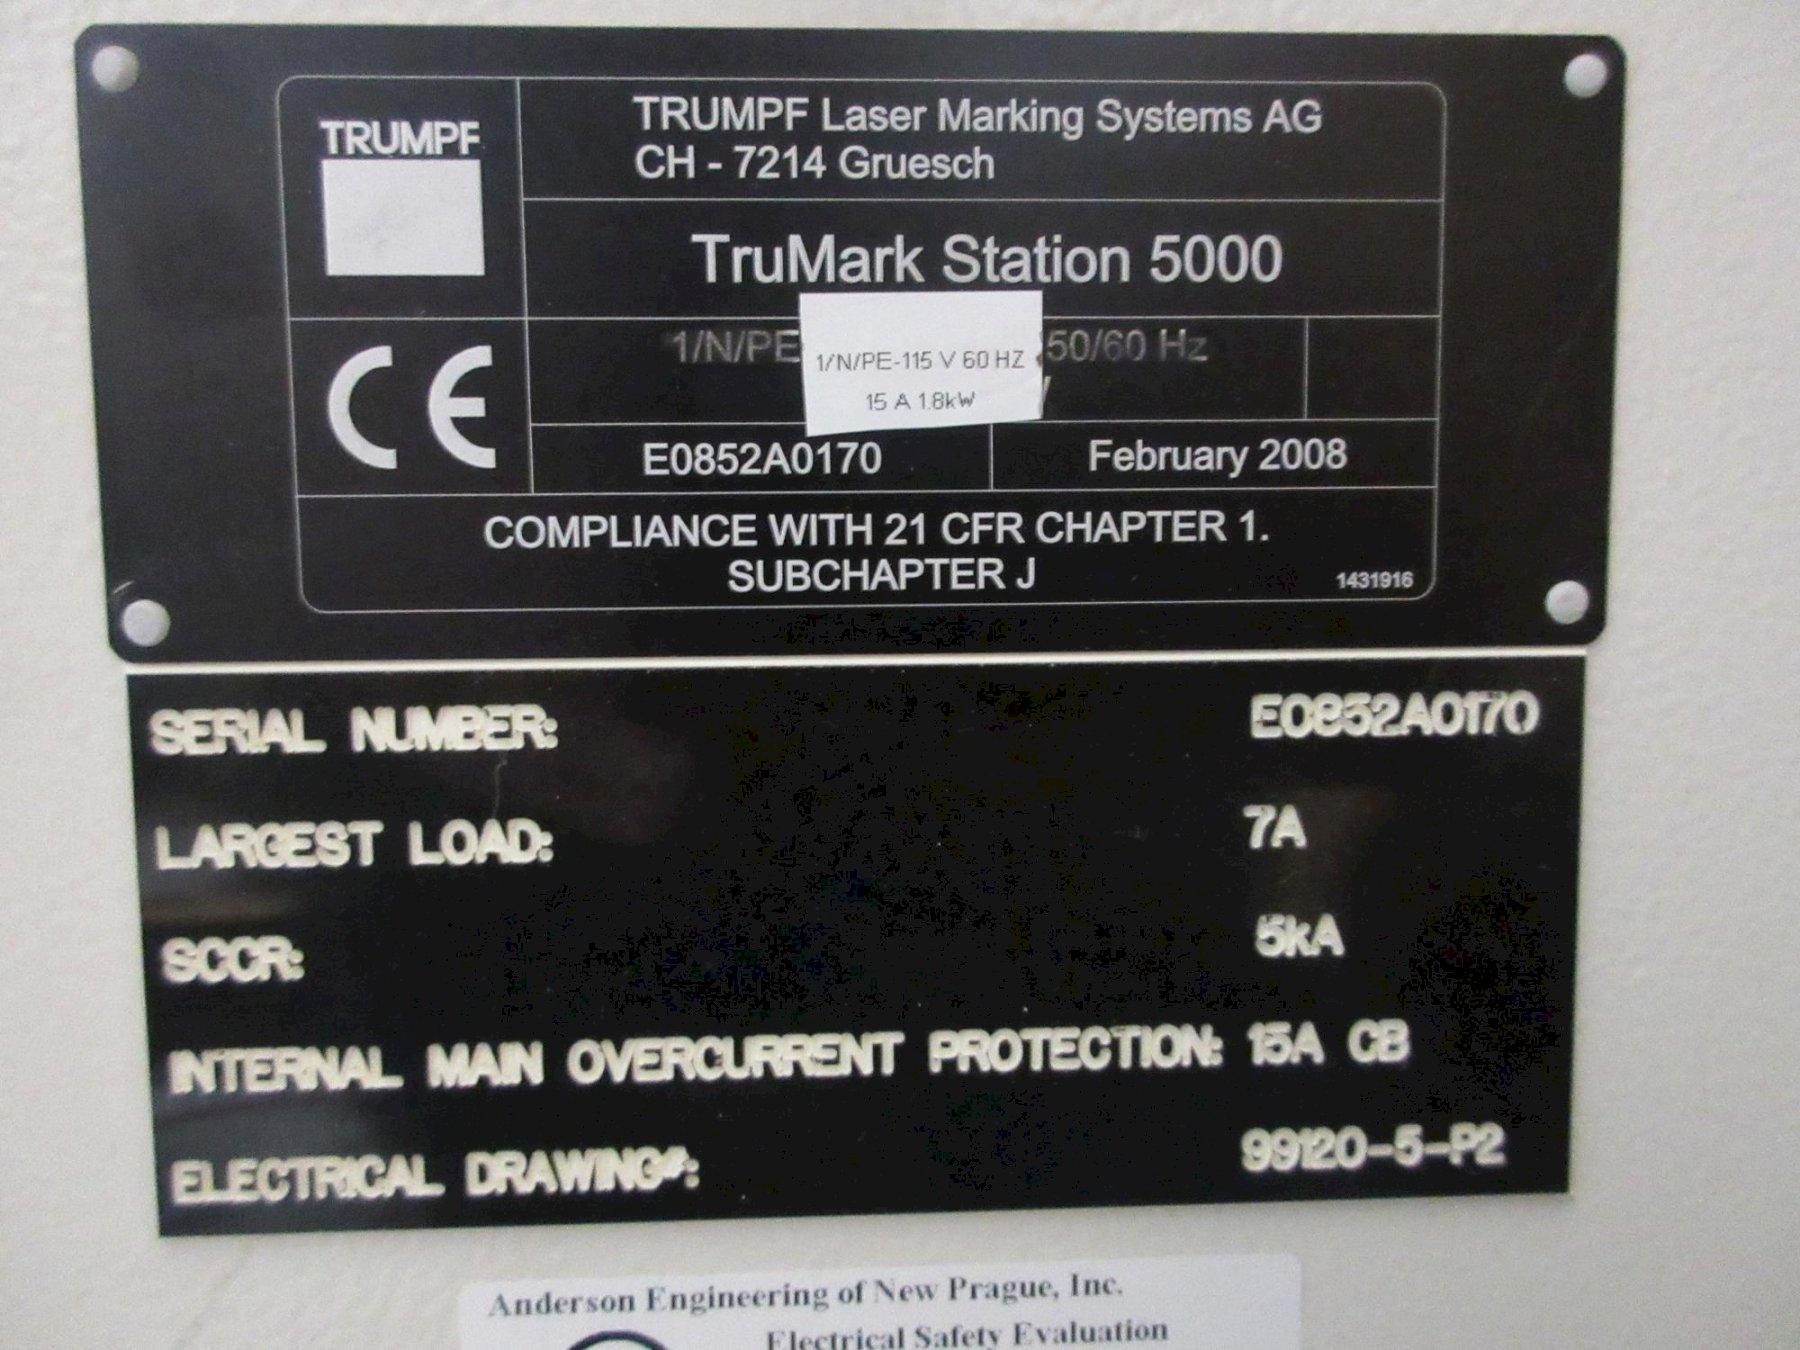 TRUMPF
TRUMPF Laser Marking Systems AG
CH - 7214 Gruesch
TruMark Station 5000
1/N/PE
50/60 Hz
1/N/PE-115 V 60 HZ
15 A 1.8kW
CE
E0852A0170
February 2008
COMPLIANCE WITH 21 CFR CHAPTER 1.
SUBCHAPTER J
1431916
SERIAL NUMBER: E0852A0170
LARGEST LOAD: 7A
SCCR: 5kA
INTERNAL MAIN OVERCURRENT PROTECTION: 15A CB
ELECTRICAL DRAWING#: 99120-5-P2
Anderson Engineering of New Prague, Inc.
Electrical Safety Evaluation